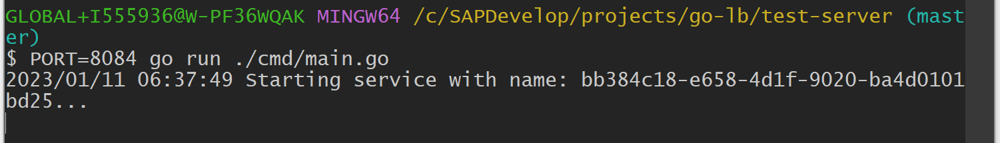 GLOBAL+I555936@W-PF36WQAK MINGW64 /c/SAPDevelop/projects/go-lb/test-server (mast
er)
$ PORT=8084 go run ./cmd/main.go
2023/01/11 06:37:49 Starting service with name: bb384c18-e658-4d1f-9020-ba4d0101
bd25...